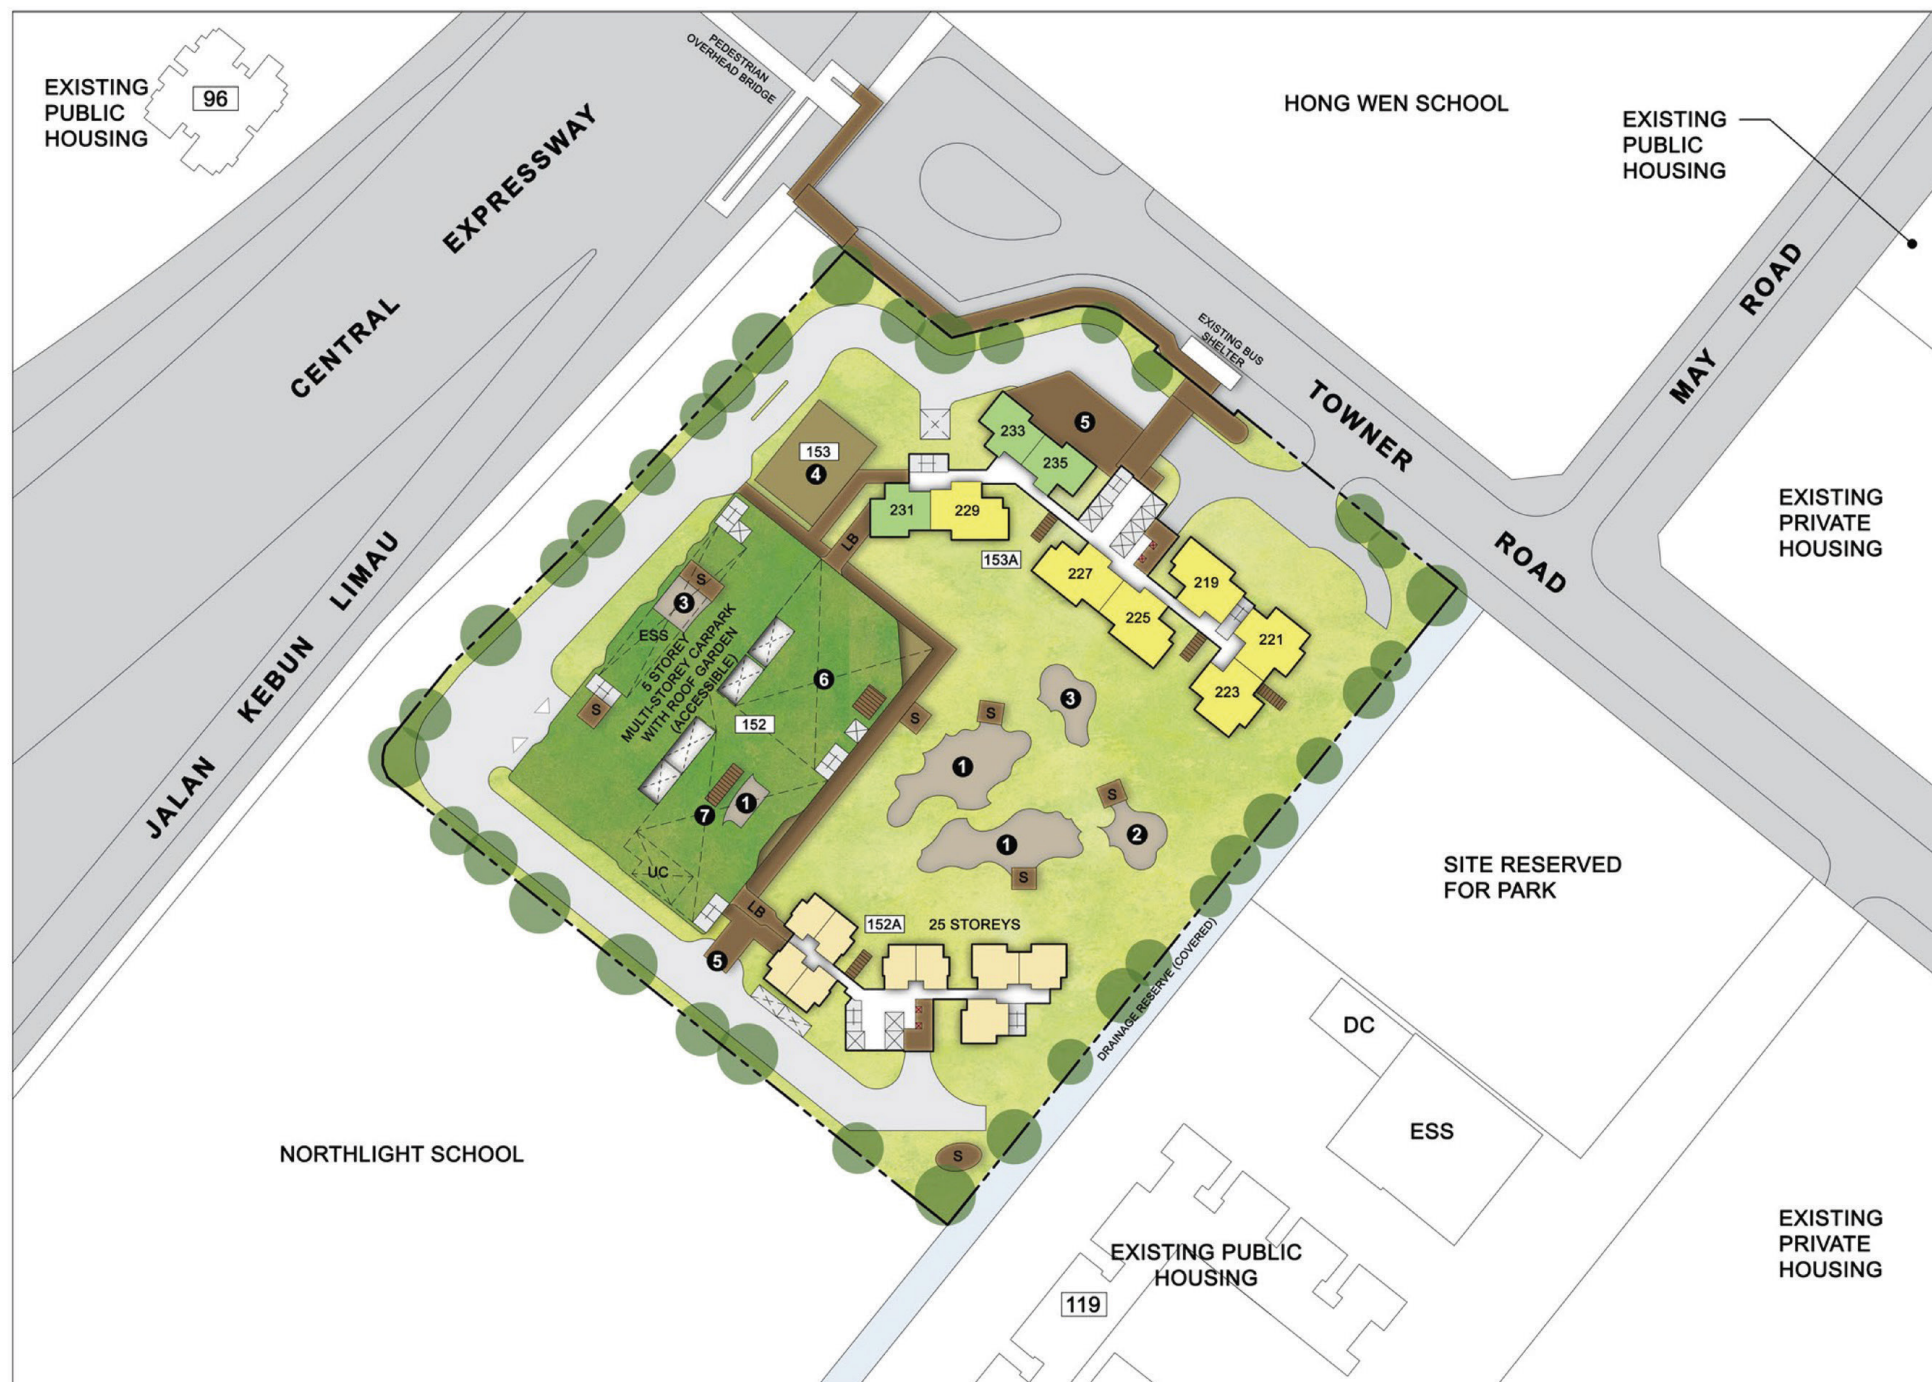 PEDESTRIAN
OVERHEAD BRIDGE
EXISTING
PUBLIC
HOUSING
96
HONG WEN SCHOOL
EXISTING
PUBLIC
HOUSING
CENTRAL EXPRESSWAY
MAY ROAD
EXISTING BUS
SHELTER
TOWNER ROAD
5
233
235
153
4
231
229
LB
153A
227
225
219
221
223
EXISTING
PRIVATE
HOUSING
JALAN KEBUN LIMAU
S
3
ESS
5 STOREY
MULTI-STOREY CARPARK
WITH ROOF GARDEN
(ACCESSIBLE)
6
S
152
S
S
3
1
1
7
1
S
2
S
UC
LB
152A
25 STOREYS
5
SITE RESERVED
FOR PARK
DRAINAGE RESERVE (COVERED)
DC
ESS
NORTHLIGHT SCHOOL
S
EXISTING PUBLIC
HOUSING
119
EXISTING
PRIVATE
HOUSING